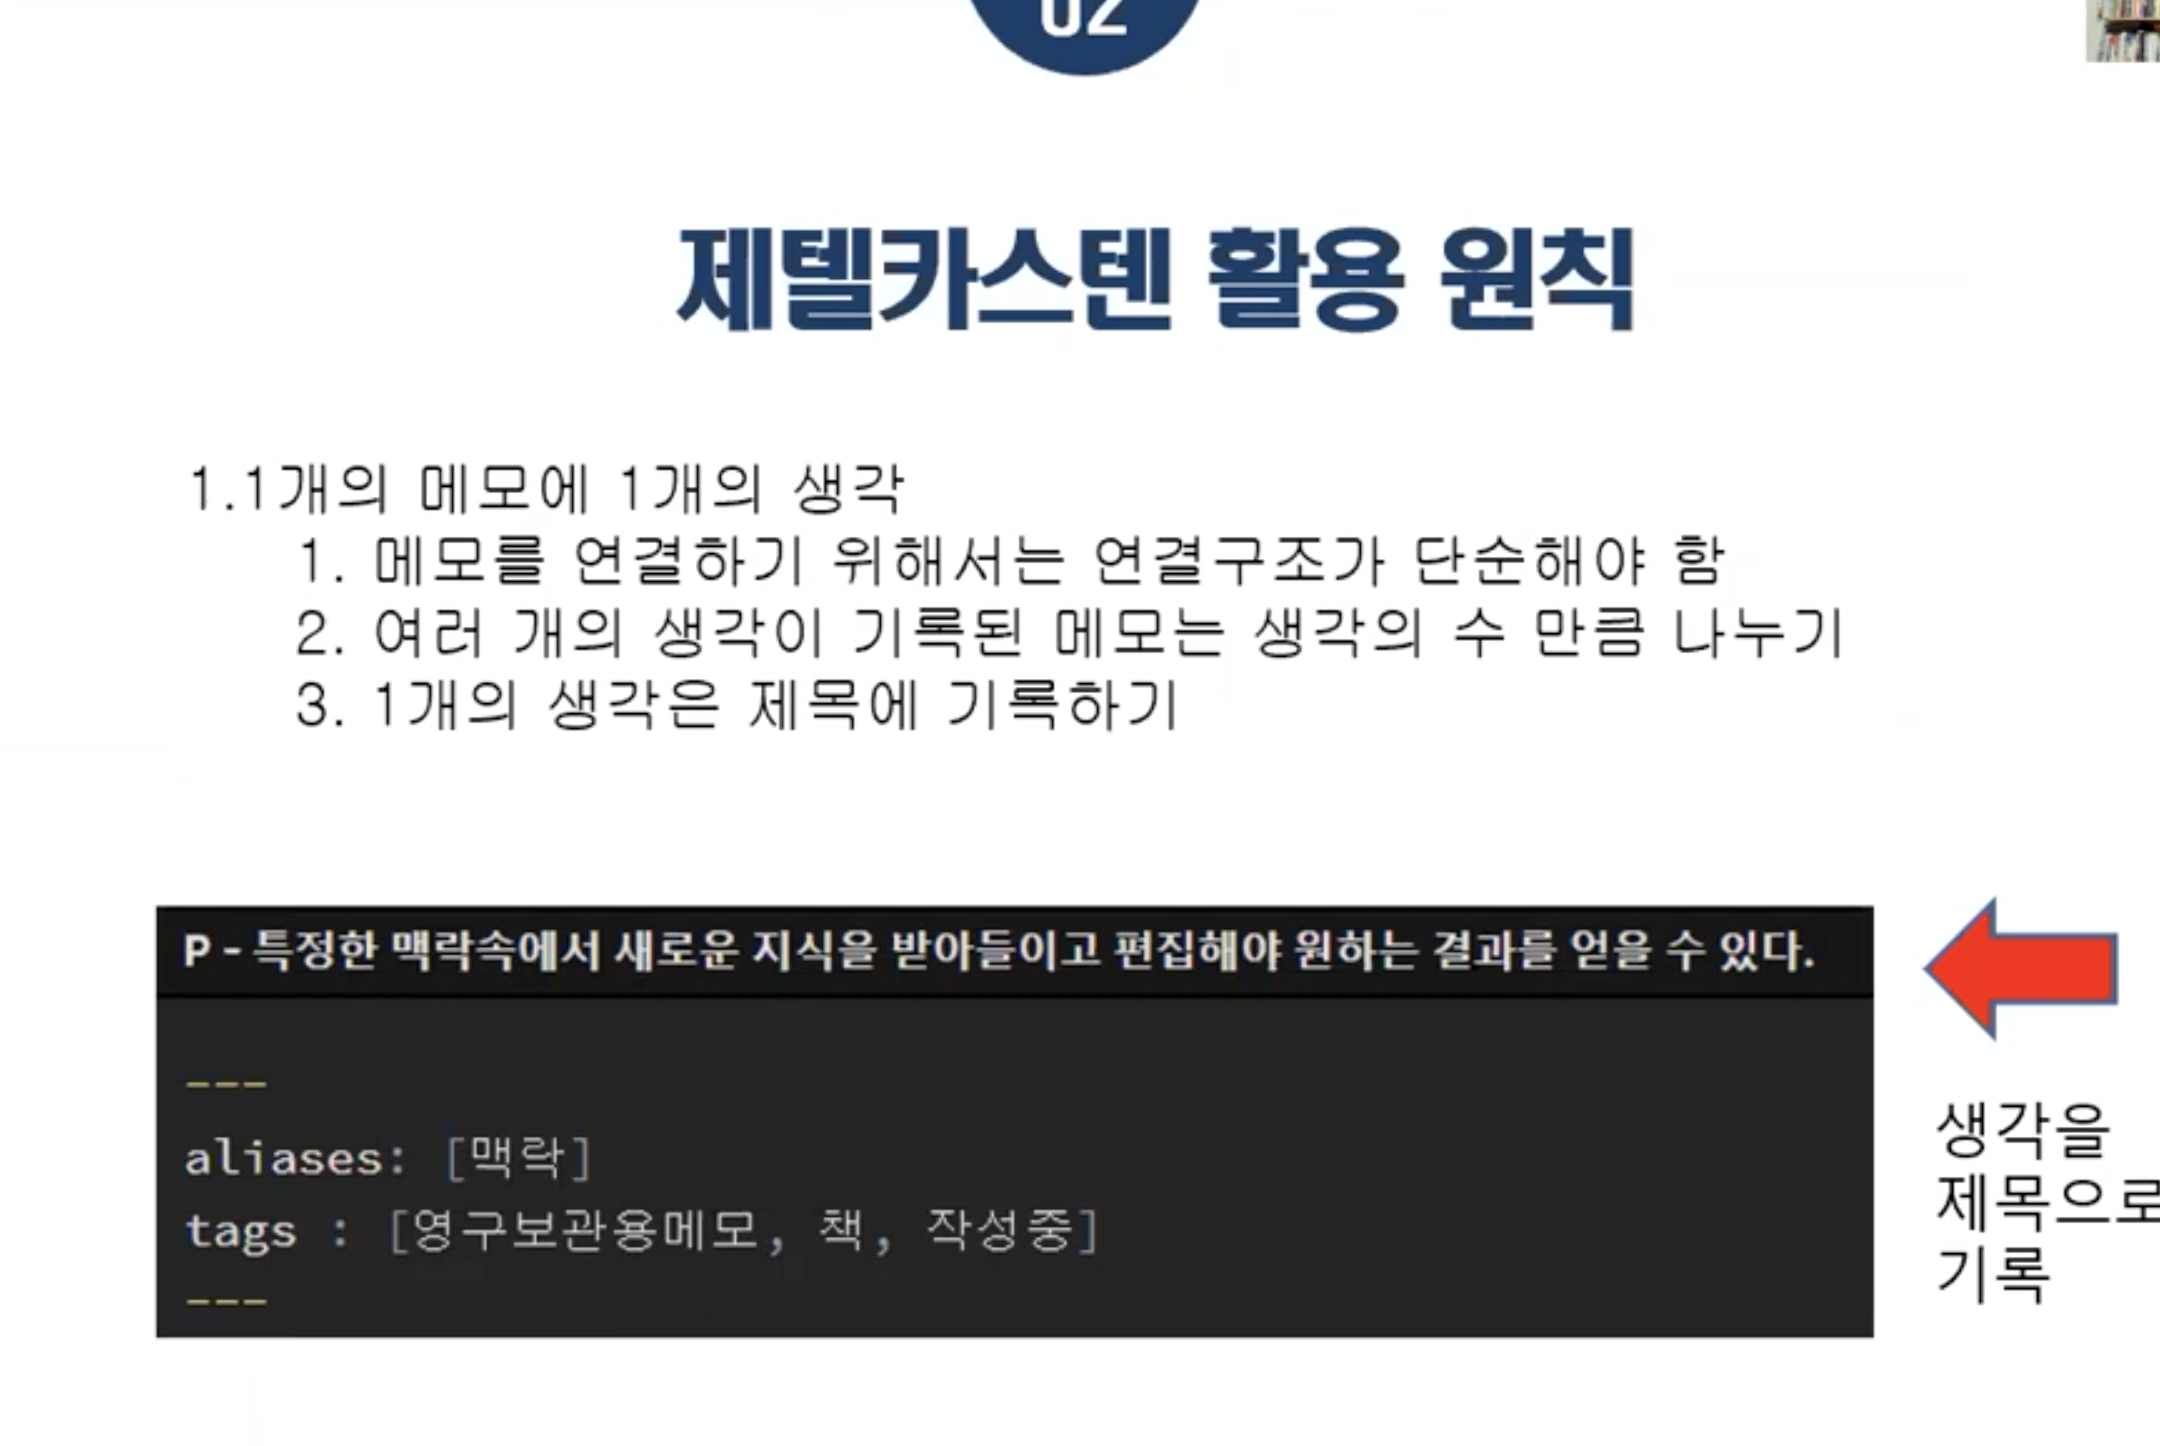 02
제텔카스텐 활용 원칙
1.1개의 메모에 1개의 생각
1. 메모를 연결하기 위해서는 연결구조가 단순해야 함
2. 여러 개의 생각이 기록된 메모는 생각의 수 만큼 나누기
3. 1개의 생각은 제목에 기록하기
P - 특정한 맥락속에서 새로운 지식을 받아들이고 편집해야 원하는 결과를 얻을 수 있다.
---
aliases: [맥락]
tags : [영구보관용메모, 책, 작성중]
---
생각을
제목으로
기록